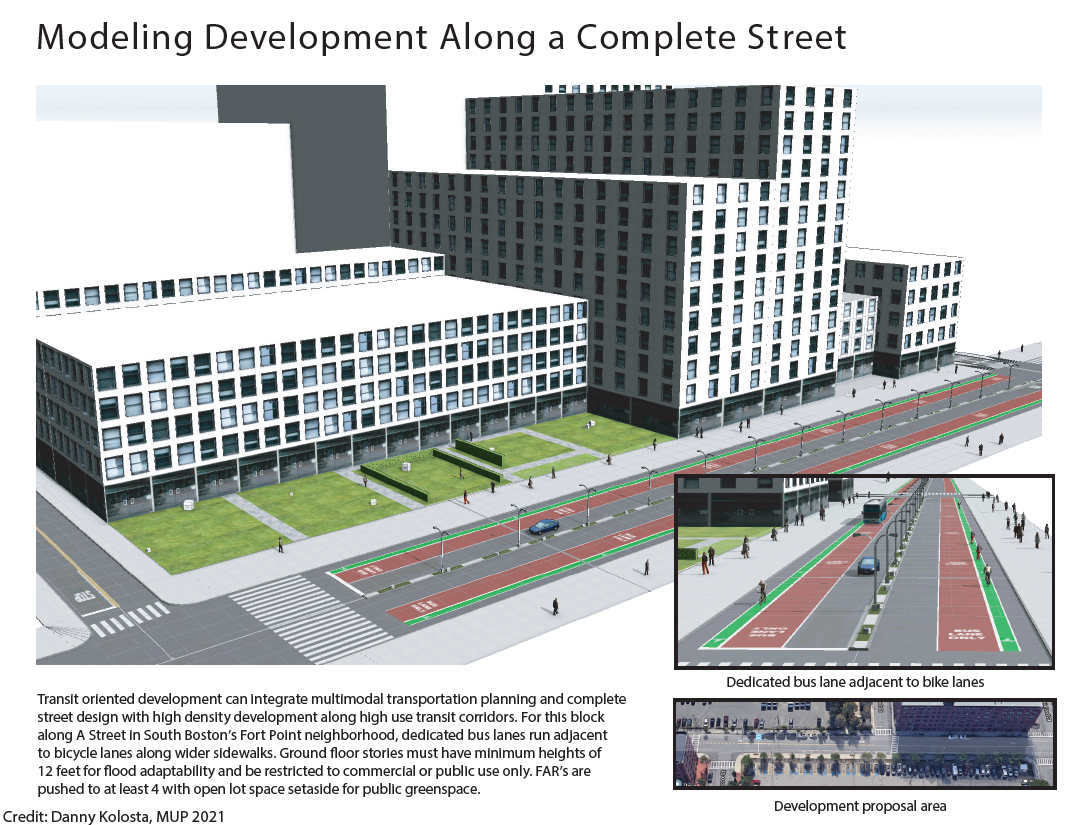 Modeling Development Along a Complete Street
STOP
BUS
LANE
ONLY
BUS
LANE
ONLY
Dedicated bus lane adjacent to bike lanes
Transit oriented development can integrate multimodal transportation planning and complete
street design with high density development along high use transit corridors. For this block
along A Street in South Boston's Fort Point neighborhood, dedicated bus lanes run adjacent
to bicycle lanes along wider sidewalks. Ground floor stories must have minimum heights of
12 feet for flood adaptability and be restricted to commercial or public use only. FAR's are
pushed to at least 4 with open lot space setaside for public greenspace.
Development proposal area
Credit: Danny Kolosta, MUP 2021